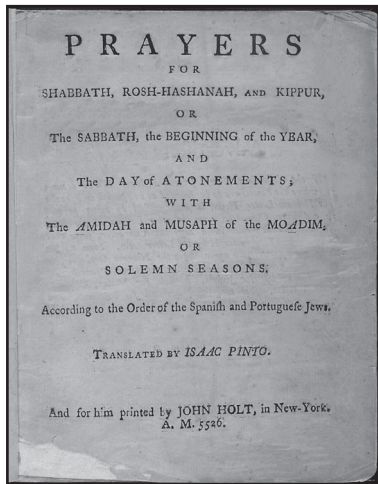 PRAYERS
FOR
SHABBATH, ROSH-HASHANAH, AND KIPPUR,
OR
The SABBATH, the BEGINNING of the YEAR,
AND
The DAY of ATONEMENTS;
WITH
The AMIDAH and MUSAPH of the MOADIM,
OR
SOLEMN SEASONS.
According to the Order of the Spaniſh and Portugueſe Jews.
TRANSLATED BY ISAAC PINTO.
And for him printed by JOHN HOLT, in New-York.
A. M. 5526.